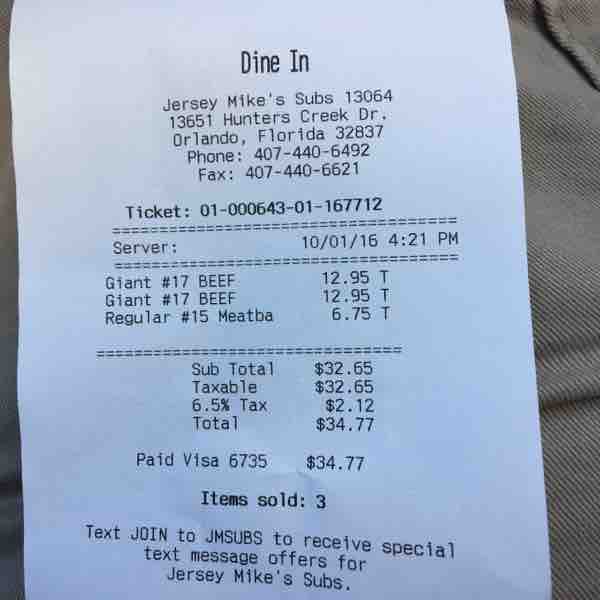 Dine In
Jersey Mike's Subs 13064
13651 Hunters Creek Dr.
Orlando, Florida 32837
Phone: 407-440-6492
Fax: 407-440-6621
Ticket: 01-000643-01-167712
==========================================
Server: 10/01/16 4:21 PM
==========================================
Giant #17 BEEF 12.95 T
Giant #17 BEEF 12.95 T
Regular #15 Meatba 6.75 T
==================================
Sub Total $32.65
Taxable $32.65
6.5% Tax $2.12
Total $34.77
Paid Visa 6735 $34.77
Items sold: 3
Text JOIN to JMSUBS to receive special
text message offers for
Jersey Mike's Subs.